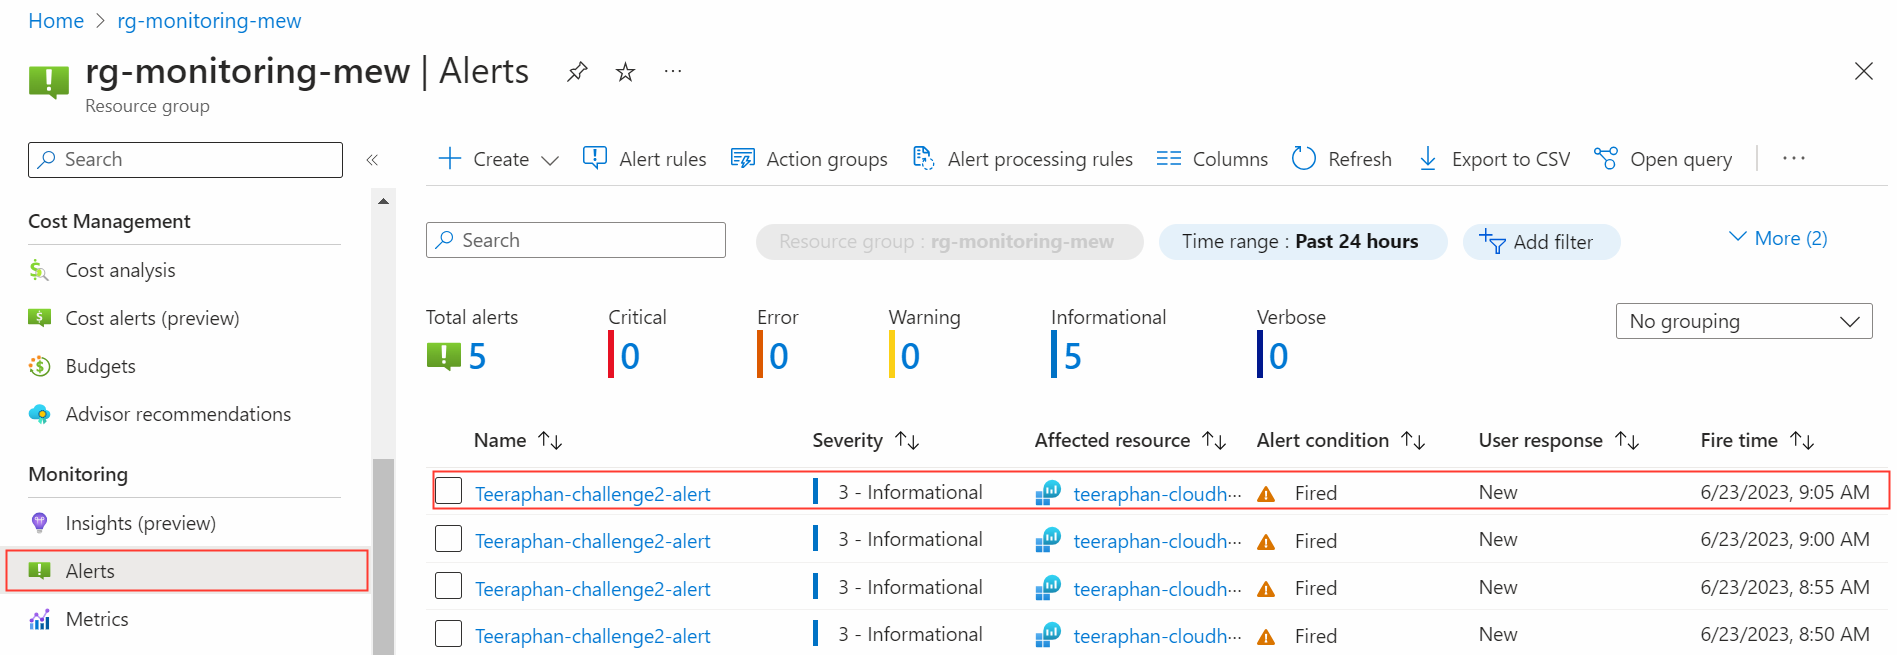 Home > rg-monitoring-mew
rg-monitoring-mew | Alerts ...
Resource group
Search «
Create Alert rules Action groups Alert processing rules Columns Refresh Export to CSV Open query ...
Cost Management
Cost analysis
Cost alerts (preview)
Budgets
Advisor recommendations
Monitoring
Insights (preview)
Alerts
Metrics
Search Resource group : rg-monitoring-mew Time range : Past 24 hours Add filter More (2)
Total alerts Critical Error Warning Informational Verbose
5 0 0 0 5 0
No grouping
Name Severity Affected resource Alert condition User response Fire time
Teeraphan-challenge2-alert 3 - Informational teeraphan-cloudh... Fired New 6/23/2023, 9:05 AM
Teeraphan-challenge2-alert 3 - Informational teeraphan-cloudh... Fired New 6/23/2023, 9:00 AM
Teeraphan-challenge2-alert 3 - Informational teeraphan-cloudh... Fired New 6/23/2023, 8:55 AM
Teeraphan-challenge2-alert 3 - Informational teeraphan-cloudh... Fired New 6/23/2023, 8:50 AM